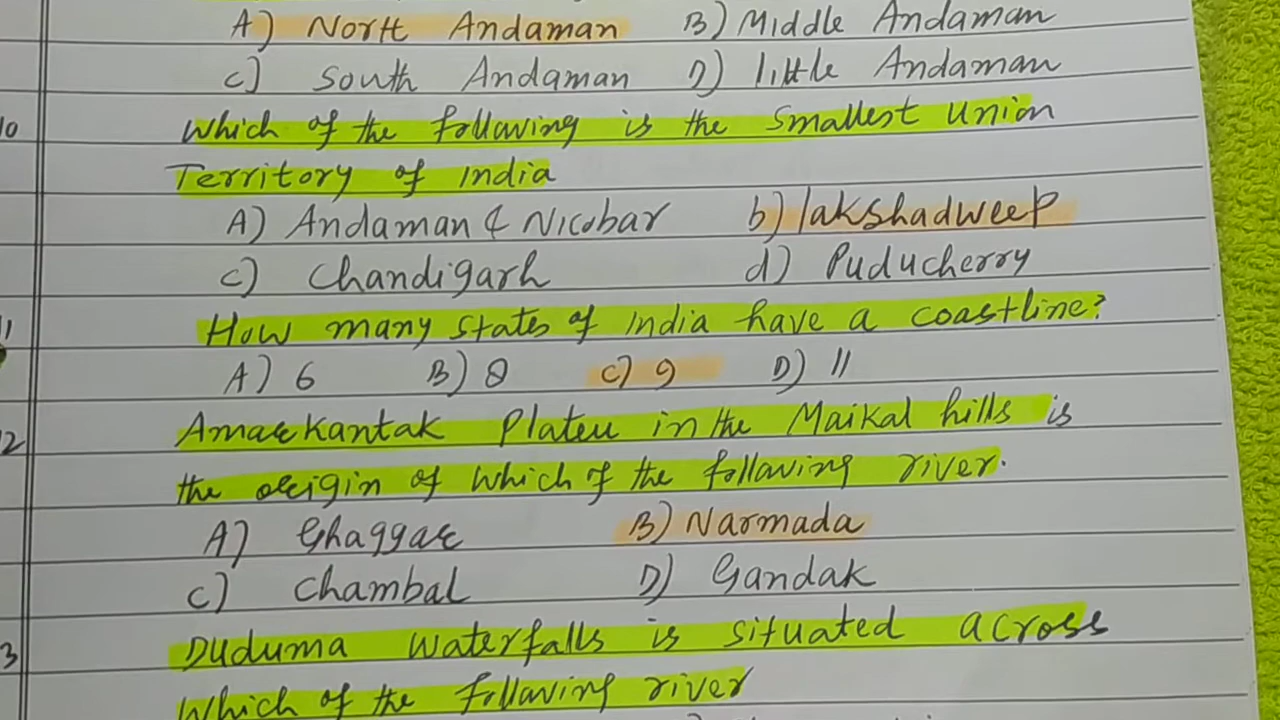 A) North Andaman B) Middle Andaman
C) South Andaman D) little Andaman
10 Which of the following is the Smallest Union
Territory of India
A) Andaman & Nicobar b) lakshadweep
C) Chandigarh d) Puducherry
11 How many states of India have a coastline?
A) 6 B) 8 C) 9 D) 11
12 Amarkantak Plateu in the Maikal hills is
the origin of which of the following river.
A) Ghaggar B) Narmada
C) Chambal D) Gandak
3 Duduma waterfalls is situated across
Which of the following river